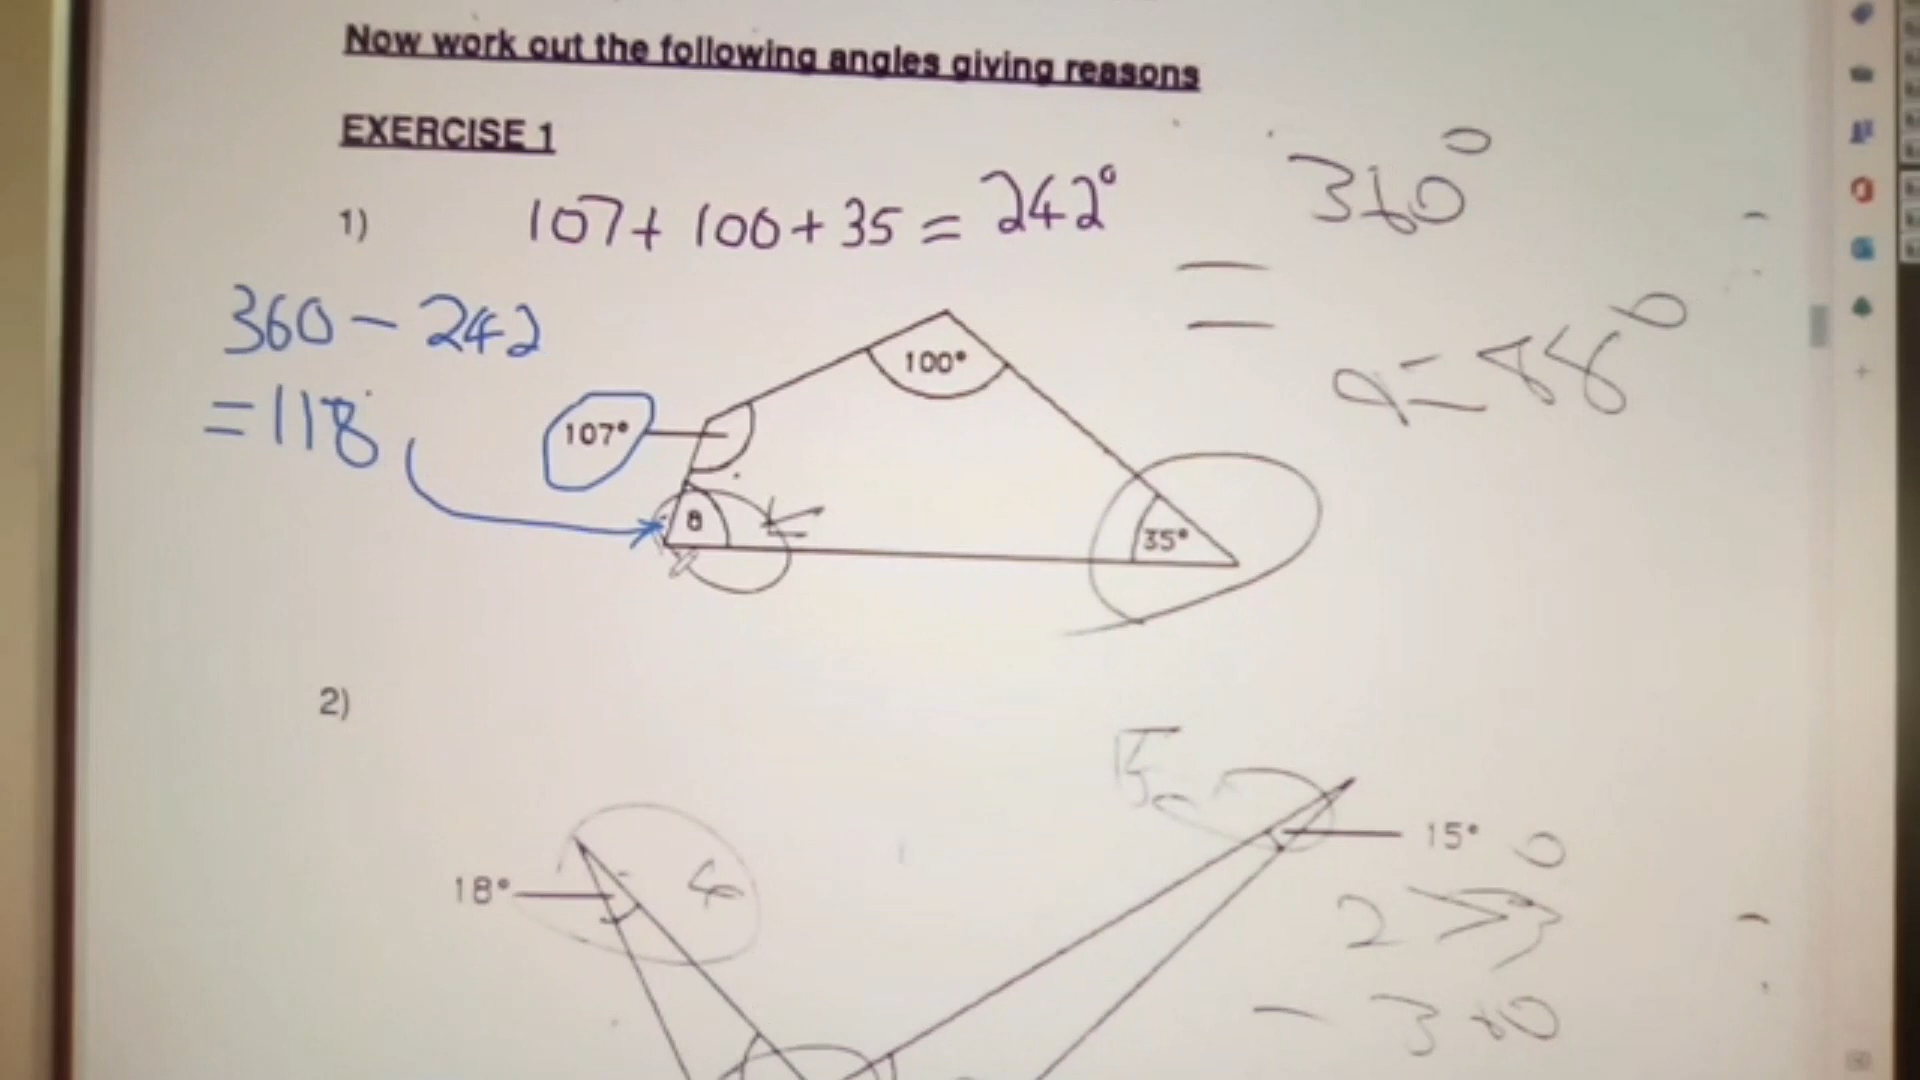 Now work out the following angles giving reasons
EXERCISE 1
1)
107 + 100 + 35 = 242°
360°
360 - 242
= 118
100°
107°
θ
35°
2)
18°
15°